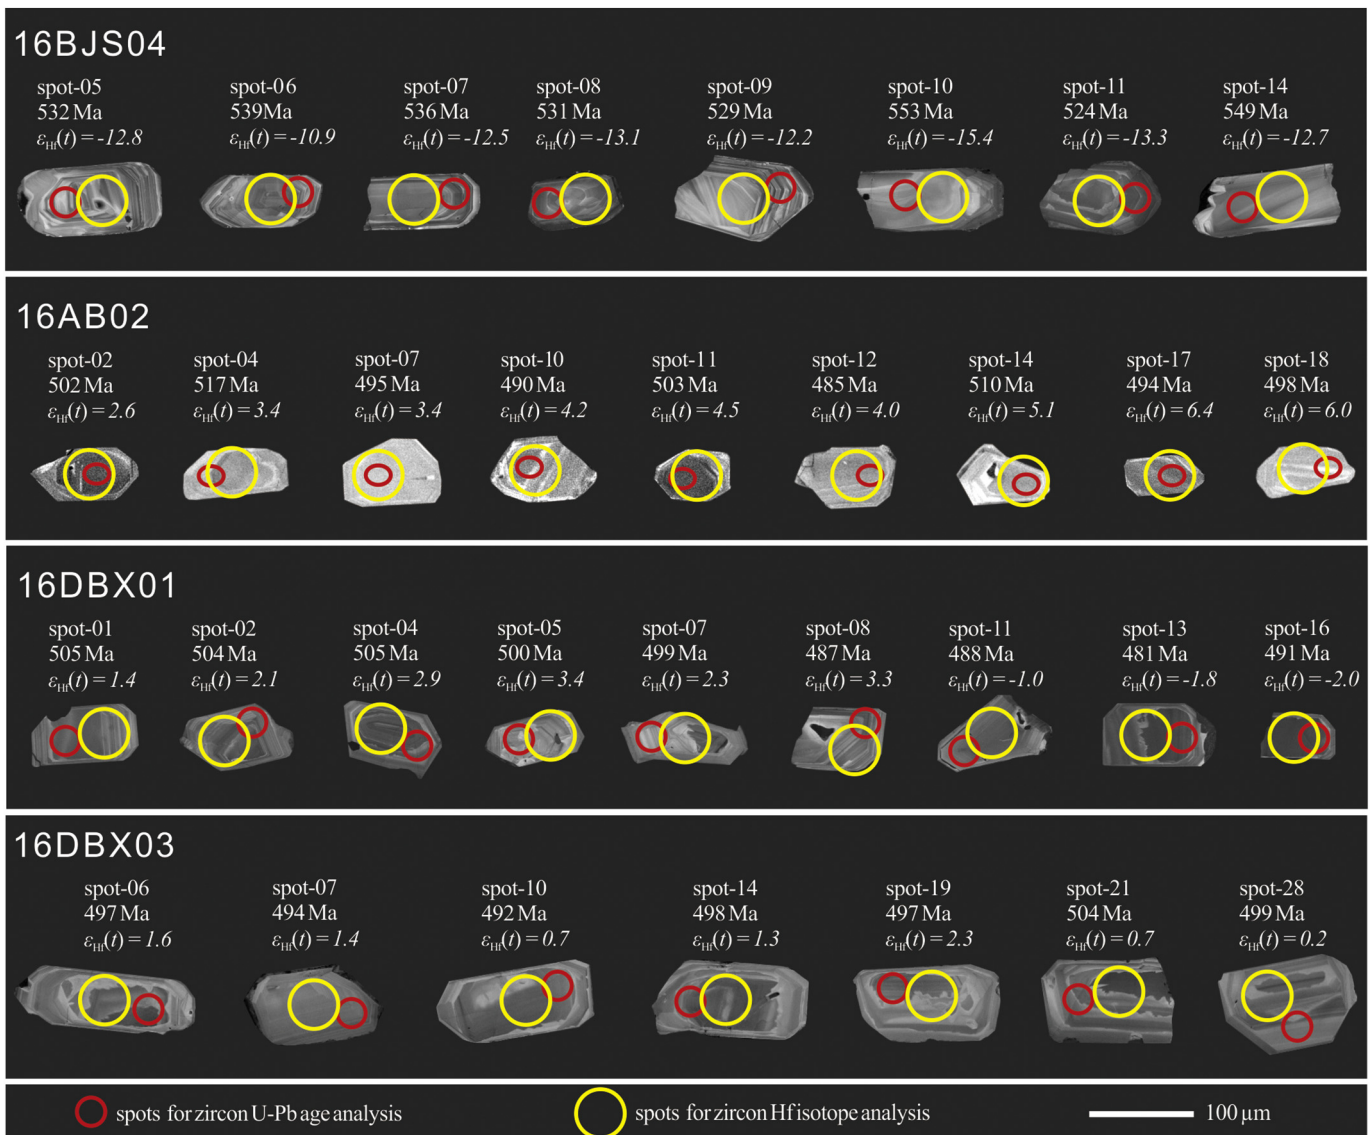 16BJS04
spot-05 spot-06 spot-07 spot-08 spot-09 spot-10 spot-11 spot-14
532 Ma 539Ma 536 Ma 531 Ma 529 Ma 553 Ma 524 Ma 549 Ma
εHf(t) = -12.8 εHf(t) = -10.9 εHf(t) = -12.5 εHf(t) = -13.1 εHf(t) = -12.2 εHf(t) = -15.4 εHf(t) = -13.3 εHf(t) = -12.7
16AB02
spot-02 spot-04 spot-07 spot-10 spot-11 spot-12 spot-14 spot-17 spot-18
502 Ma 517 Ma 495 Ma 490 Ma 503 Ma 485 Ma 510 Ma 494 Ma 498 Ma
εHf(t) = 2.6 εHf(t) = 3.4 εHf(t) = 3.4 εHf(t) = 4.2 εHf(t) = 4.5 εHf(t) = 4.0 εHf(t) = 5.1 εHf(t) = 6.4 εHf(t) = 6.0
16DBX01
spot-01 spot-02 spot-04 spot-05 spot-07 spot-08 spot-11 spot-13 spot-16
505 Ma 504 Ma 505 Ma 500 Ma 499 Ma 487 Ma 488 Ma 481 Ma 491 Ma
εHf(t) = 1.4 εHf(t) = 2.1 εHf(t) = 2.9 εHf(t) = 3.4 εHf(t) = 2.3 εHf(t) = 3.3 εHf(t) = -1.0 εHf(t) = -1.8 εHf(t) = -2.0
16DBX03
spot-06 spot-07 spot-10 spot-14 spot-19 spot-21 spot-28
497 Ma 494 Ma 492 Ma 498 Ma 497 Ma 504 Ma 499 Ma
εHf(t) = 1.6 εHf(t) = 1.4 εHf(t) = 0.7 εHf(t) = 1.3 εHf(t) = 2.3 εHf(t) = 0.7 εHf(t) = 0.2
spots for zircon U-Pb age analysis spots for zircon Hf isotope analysis 100 μm